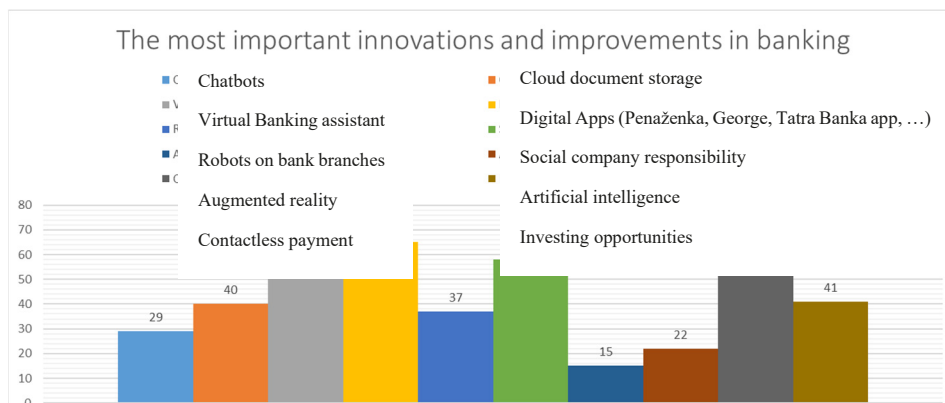 The most important innovations and improvements in banking
Chatbots
Cloud document storage
Virtual Banking assistant
Digital Apps (Penaženka, George, Tatra Banka app, …)
Robots on bank branches
Social company responsibility
Augmented reality
Artificial intelligence
Contactless payment
Investing opportunities
80
70
60
50
40
30
20
10
0
29
40
37
15
22
41